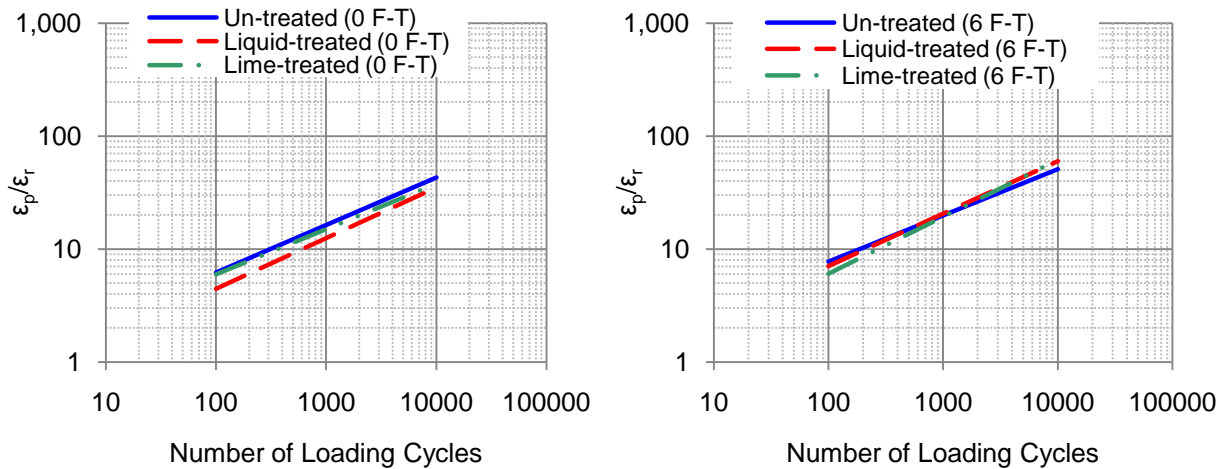 1,000
100
10
1
εp/εr
Un-treated (0 F-T)
Liquid-treated (0 F-T)
Lime-treated (0 F-T)
10 100 1000 10000 100000
Number of Loading Cycles
1,000
100
10
1
εp/εr
Un-treated (6 F-T)
Liquid-treated (6 F-T)
Lime-treated (6 F-T)
10 100 1000 10000 100000
Number of Loading Cycles